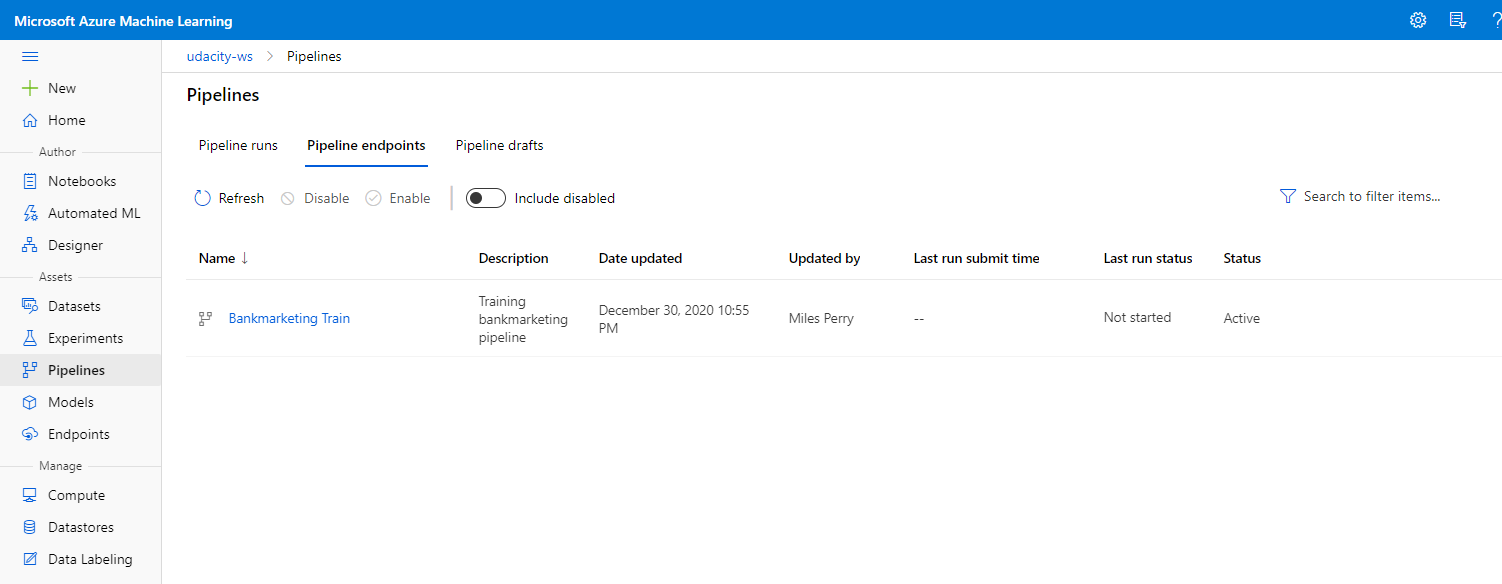 Microsoft Azure Machine Learning
udacity-ws > Pipelines
New
Home
Author
Notebooks
Automated ML
Designer
Assets
Datasets
Experiments
Pipelines
Models
Endpoints
Manage
Compute
Datastores
Data Labeling
Pipelines
Pipeline runs Pipeline endpoints Pipeline drafts
Refresh Disable Enable Include disabled Search to filter items...
Name ↓ Description Date updated Updated by Last run submit time Last run status Status
Bankmarketing Train
Training
bankmarketing
pipeline
December 30, 2020 10:55
PM
Miles Perry
--
Not started
Active